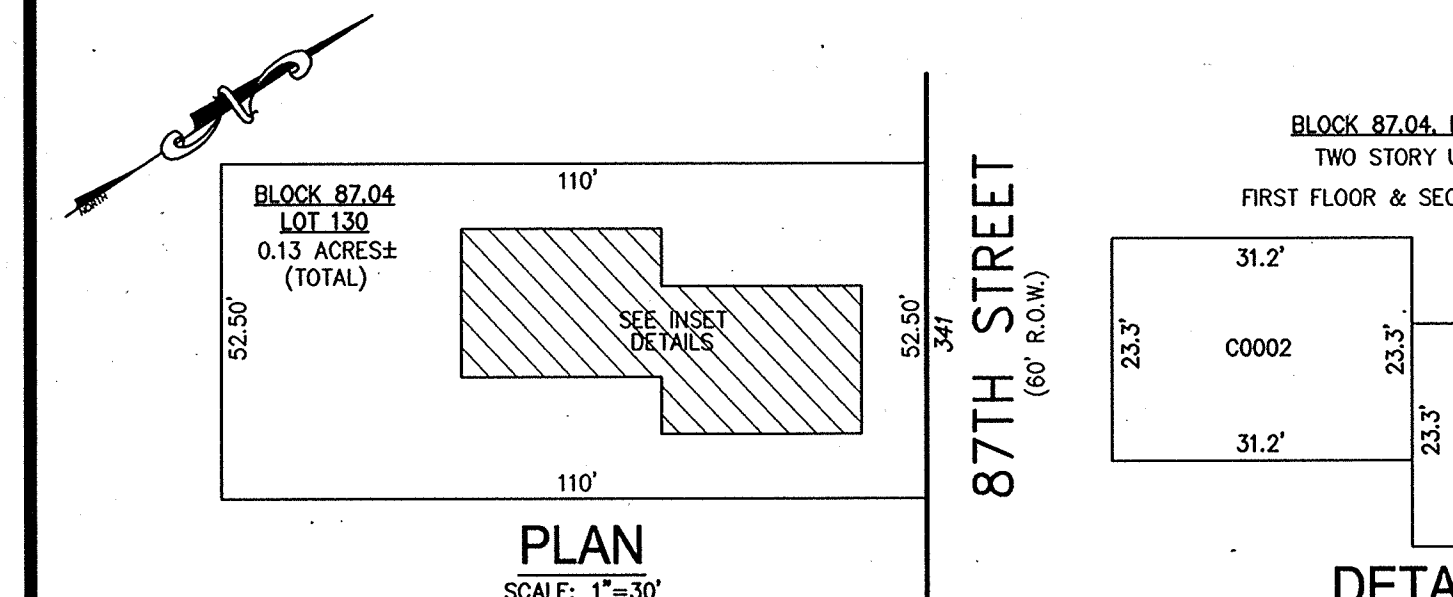 NORTH
BLOCK 87.04
LOT 130
0.13 ACRES±
(TOTAL)
110'
52.50'
SEE INSET
DETAILS
52.50'
341
110'
87TH STREET
(60' R.O.W.)
PLAN
SCALE: 1"=30'
BLOCK 87.04,
TWO STORY
FIRST FLOOR &
31.2'
23.3'
C0002
23.3'
31.2'
23.3'